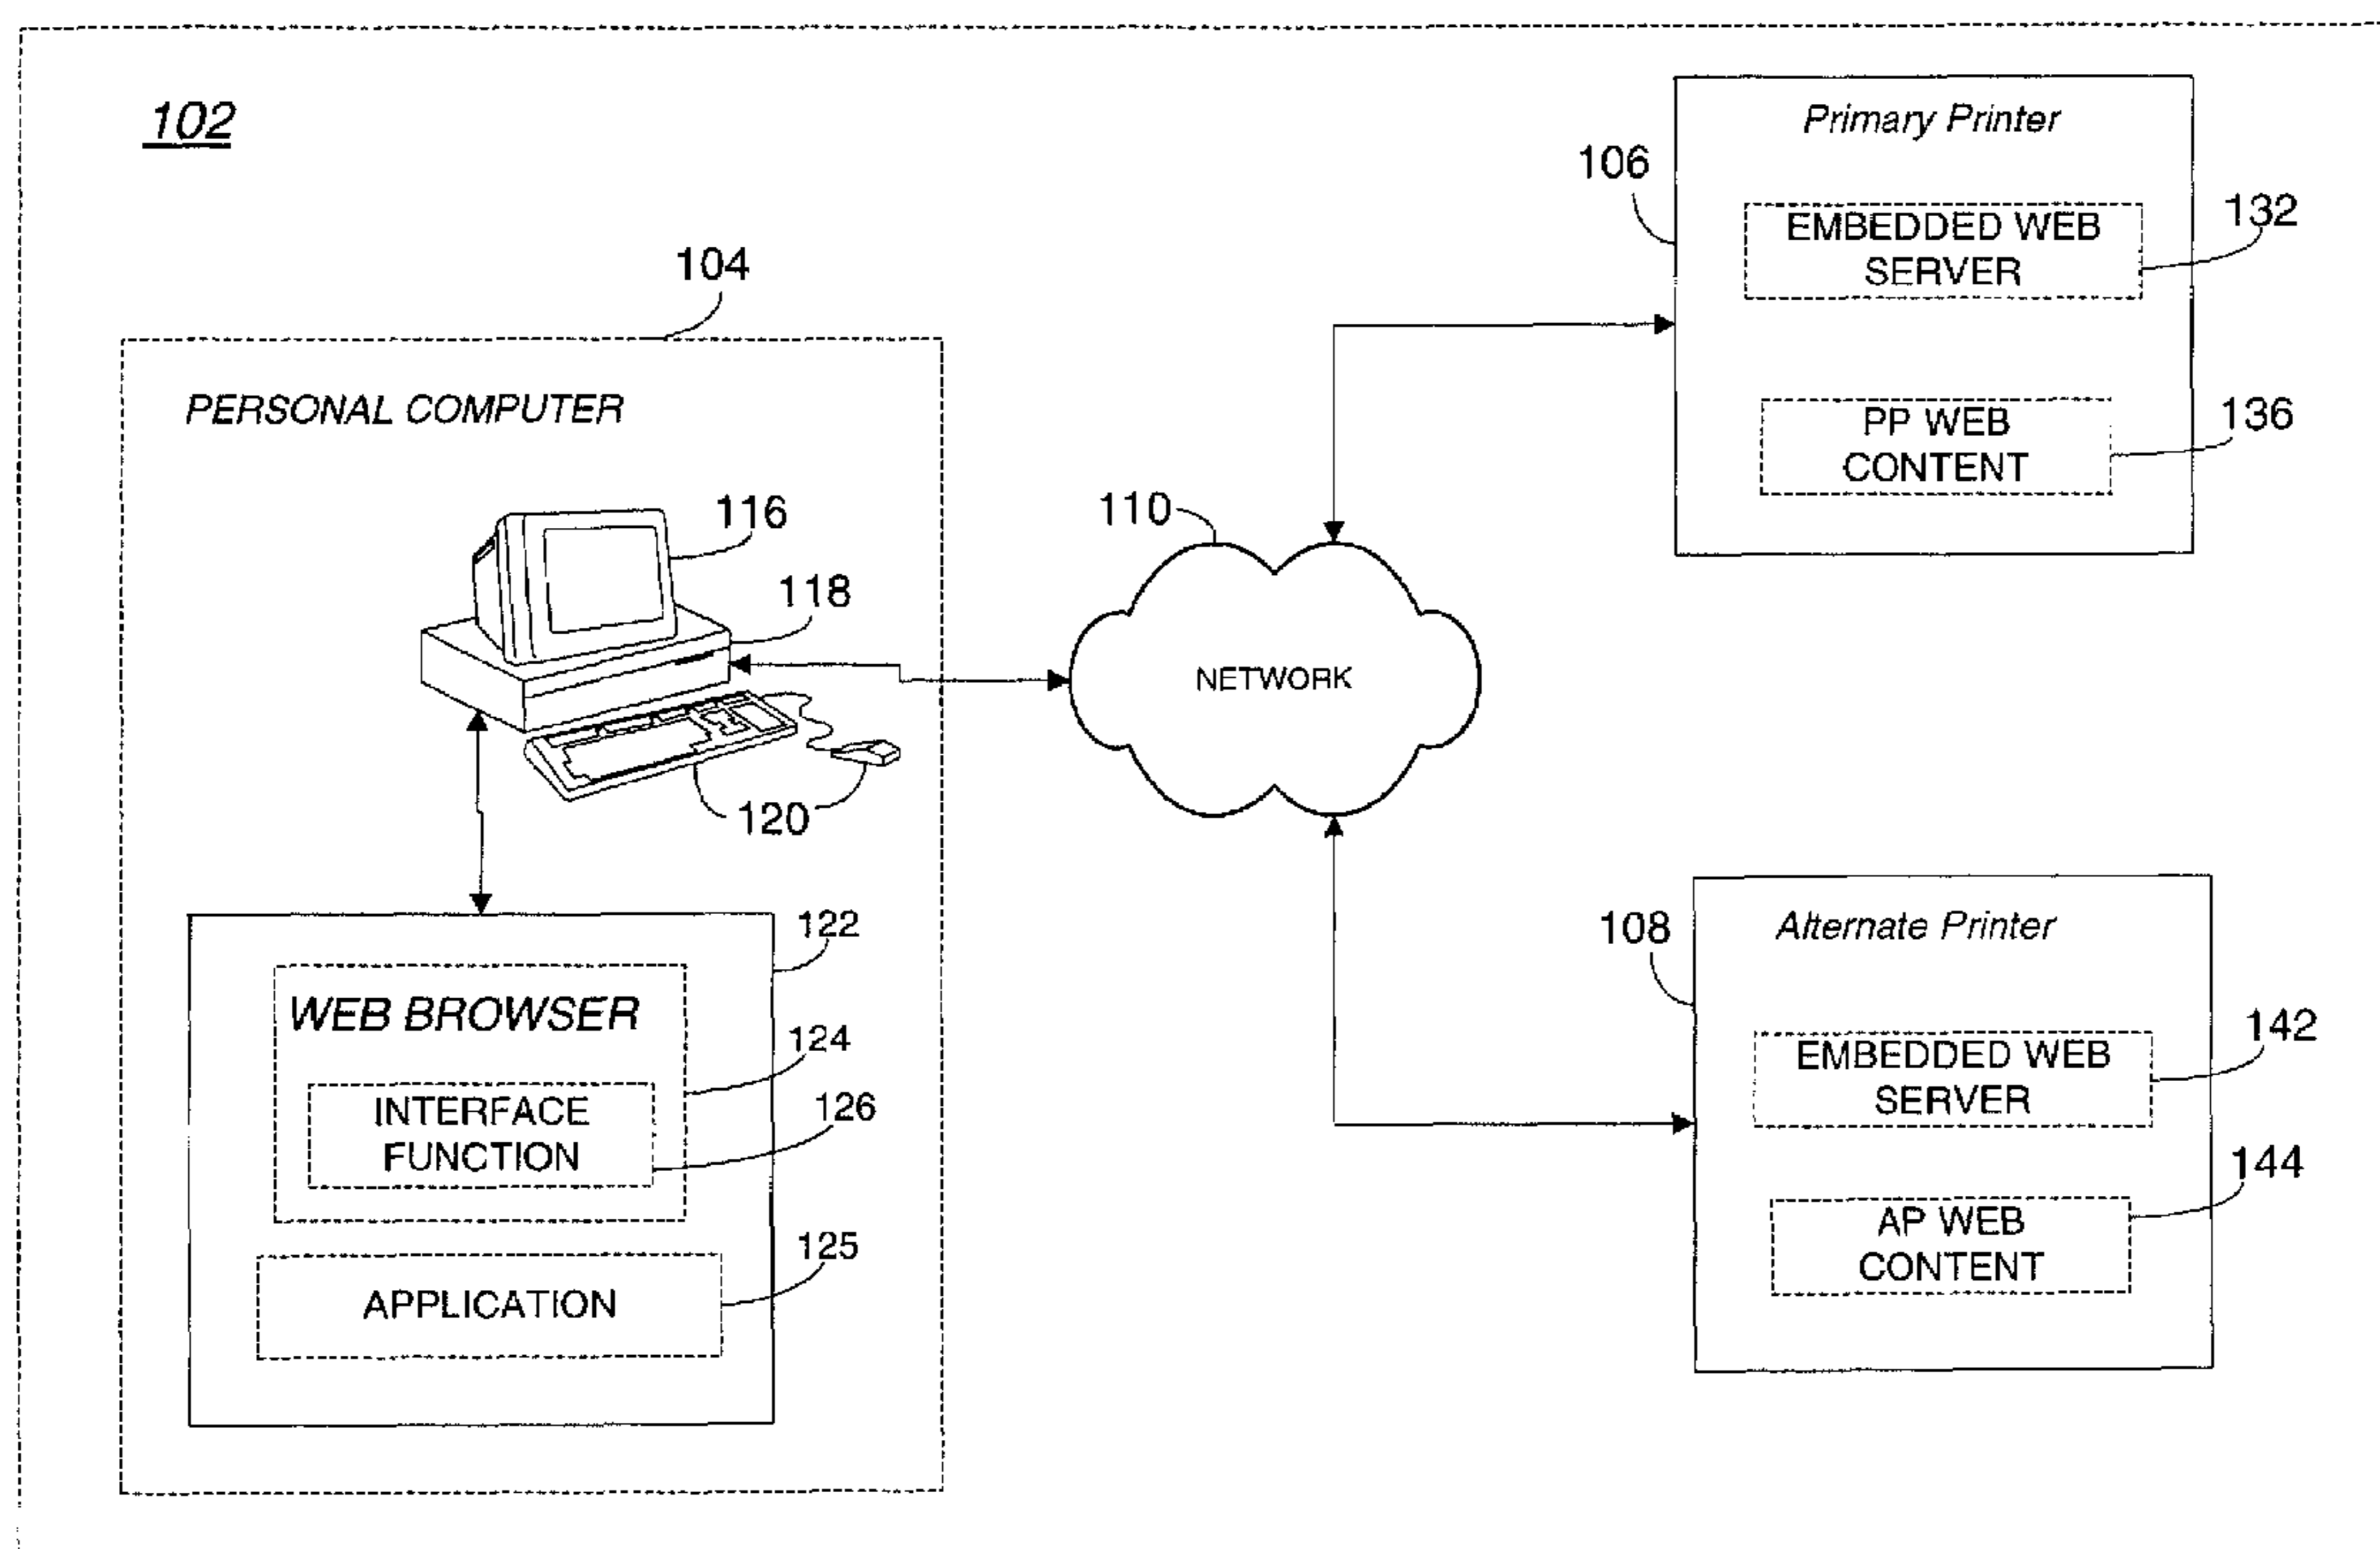 102
104
PERSONAL COMPUTER
116
118
120
122
WEB BROWSER
124
INTERFACE
FUNCTION
126
125
APPLICATION
110
NETWORK
106
Primary Printer
EMBEDDED WEB
SERVER
132
PP WEB
CONTENT
136
108
Alternate Printer
EMBEDDED WEB
SERVER
142
AP WEB
CONTENT
144